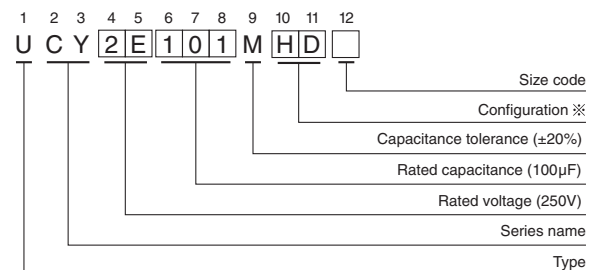 1 2 3 4 5 6 7 8 9 10 11 12
U C Y 2 E 1 0 1 M H D
Size code
Configuration ※
Capacitance tolerance (±20%)
Rated capacitance (100µF)
Rated voltage (250V)
Series name
Type